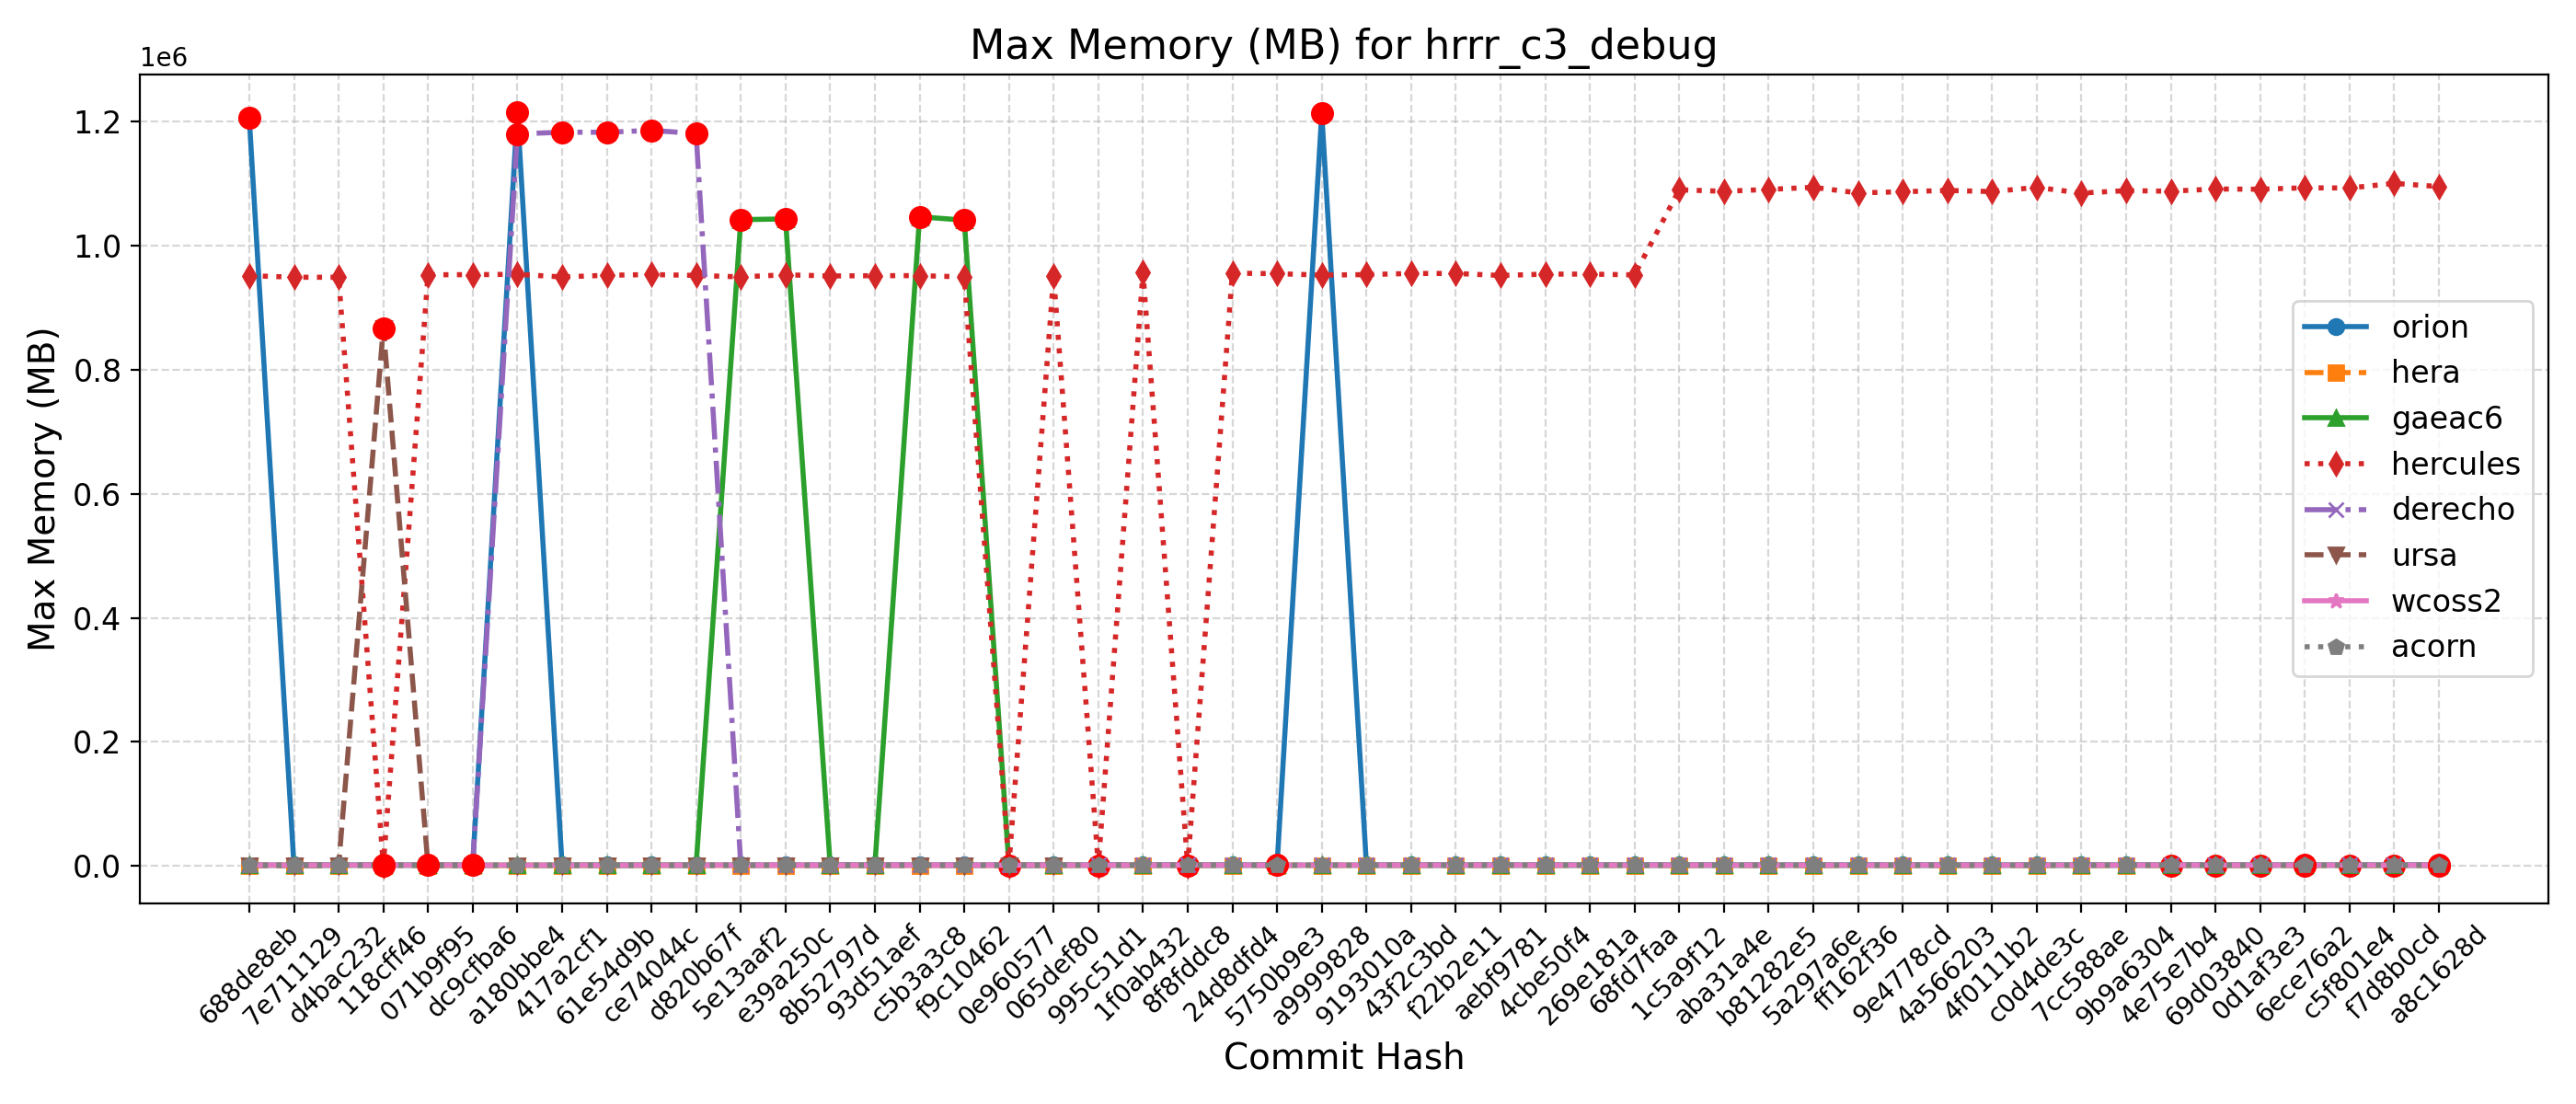 Max Memory (MB) for hrrr_c3_debug
1e6
1.2
1.0
0.8
0.6
0.4
0.2
0.0
Max Memory (MB)
orion
hera
gaeac6
hercules
derecho
ursa
wcoss2
acorn
688de8eb
7e711129
d4bac232
118cff46
071b9f95
dc9cfba6
a180bbe4
417a2cf1
61e54d9b
ce74044c
d820b67f
5e13aaf2
e39a250c
8b52797d
93d51aef
c5b3a3c8
f9c10462
0e960577
065def80
995c51d1
1f0ab432
8f8fddc8
24d8dfd4
5750b9e3
a9999828
9193010a
43f2c3bd
f22b2e11
aebf9781
4cbe50f4
269e181a
68fd7faa
1c5a9f12
aba31a4e
b81282e5
5a297a6e
ff162f36
9e4778cd
4a566203
4f0111b2
c0d4de3c
7cc588ae
9b9a6304
4e75e7b4
69d03840
0d1af3e3
6ece76a2
c5f801e4
f7d8b0cd
a8c1628d
Commit Hash